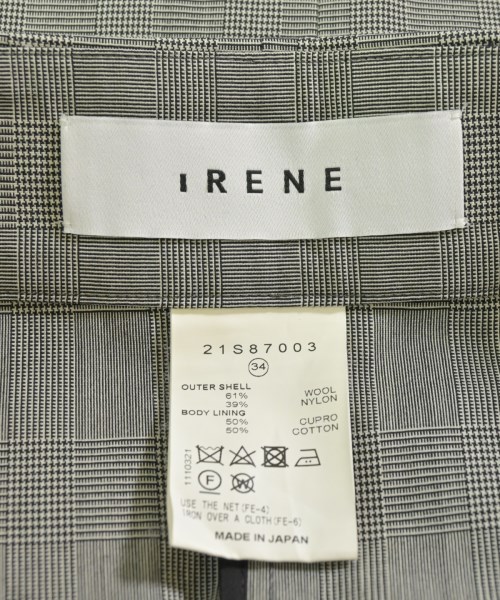 IRENE
21S87003
34
OUTER SHELL
61% WOOL
39% NYLON
BODY LINING
50% CUPRO
50% COTTON
1110321
F W
USE THE NET(FE-4)
IRON OVER A CLOTH(FE-6)
MADE IN JAPAN